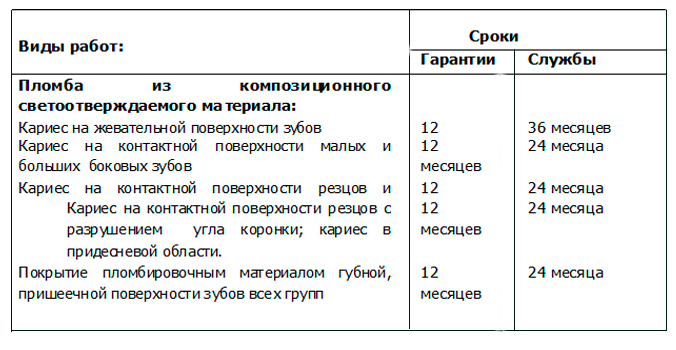 Виды работ:
Сроки
Гарантии Службы
Пломба из композиционного
светоотверждаемого материала:
Кариес на жевательной поверхности зубов 12 36 месяцев
Кариес на контактной поверхности малых и 12 24 месяца
больших боковых зубов месяцев
Кариес на контактной поверхности резцов и 12 24 месяца
Кариес на контактной поверхности резцов с 12 24 месяца
разрушением угла коронки; кариес в месяцев
придесневой области.
Покрытие пломбировочным материалом губной, 12 24 месяца
пришеечной поверхности зубов всех групп месяцев